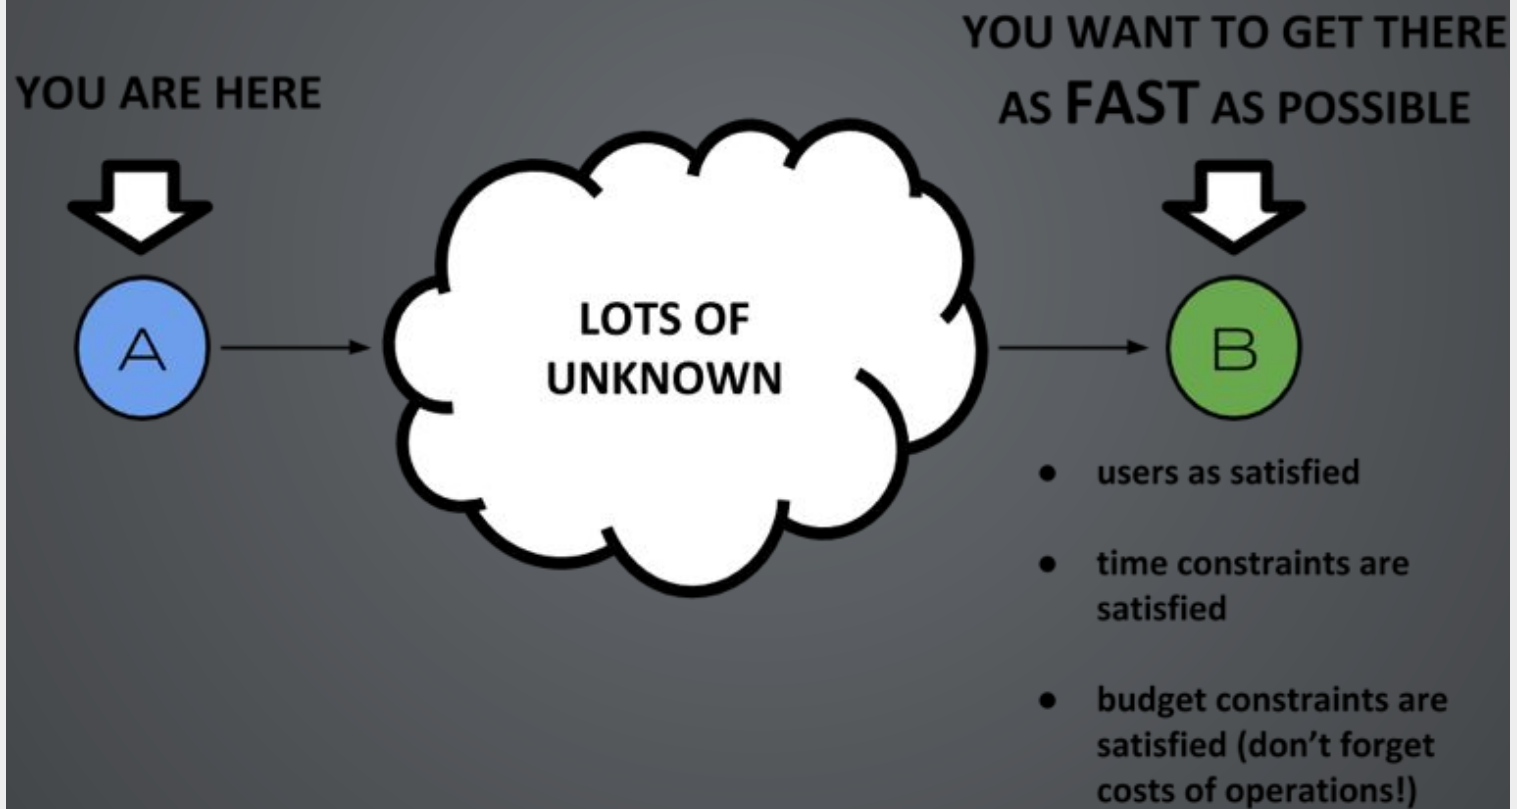 YOU ARE HERE
YOU WANT TO GET THERE
AS FAST AS POSSIBLE
A
LOTS OF
UNKNOWN
B
● users as satisfied
● time constraints are
satisfied
● budget constraints are
satisfied (don’t forget
costs of operations!)